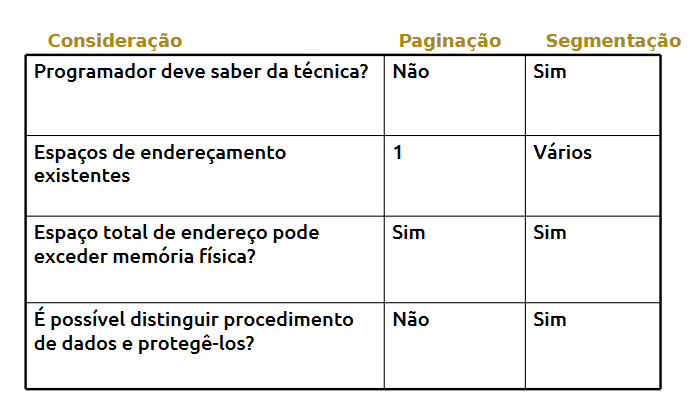 Consideração Paginação Segmentação
Programador deve saber da técnica? Não Sim
Espaços de endereçamento 1 Vários
existentes
Espaço total de endereço pode Sim Sim
exceder memória física?
É possível distinguir procedimento Não Sim
de dados e protegê-los?